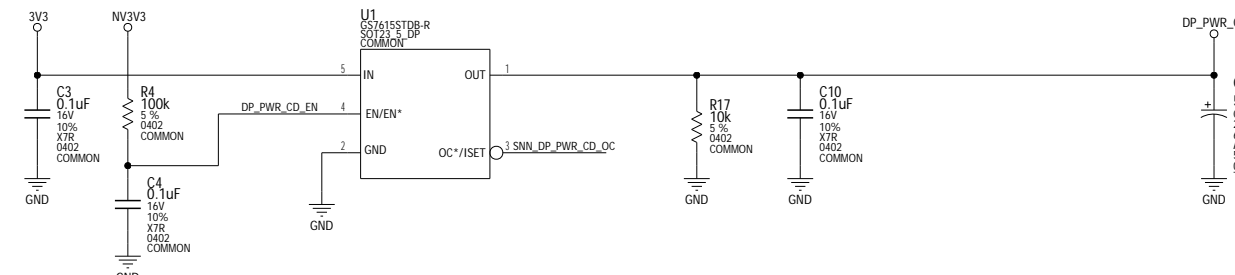 3V3
NV3V3
U1
GS7615STDB-R
SOT23_5_DP
COMMON
5
IN
OUT
1
DP_PWR_CD_EN
4
EN/EN*
2
GND
OC*/ISET
3
SNN_DP_PWR_CD_OC
GND
C3
0.1uF
16V
10%
X7R
0402
COMMON
GND
R4
100k
5 %
0402
COMMON
C4
0.1uF
16V
10%
X7R
0402
COMMON
R17
10k
5 %
0402
COMMON
GND
C10
0.1uF
16V
10%
X7R
0402
COMMON
GND
+
GND